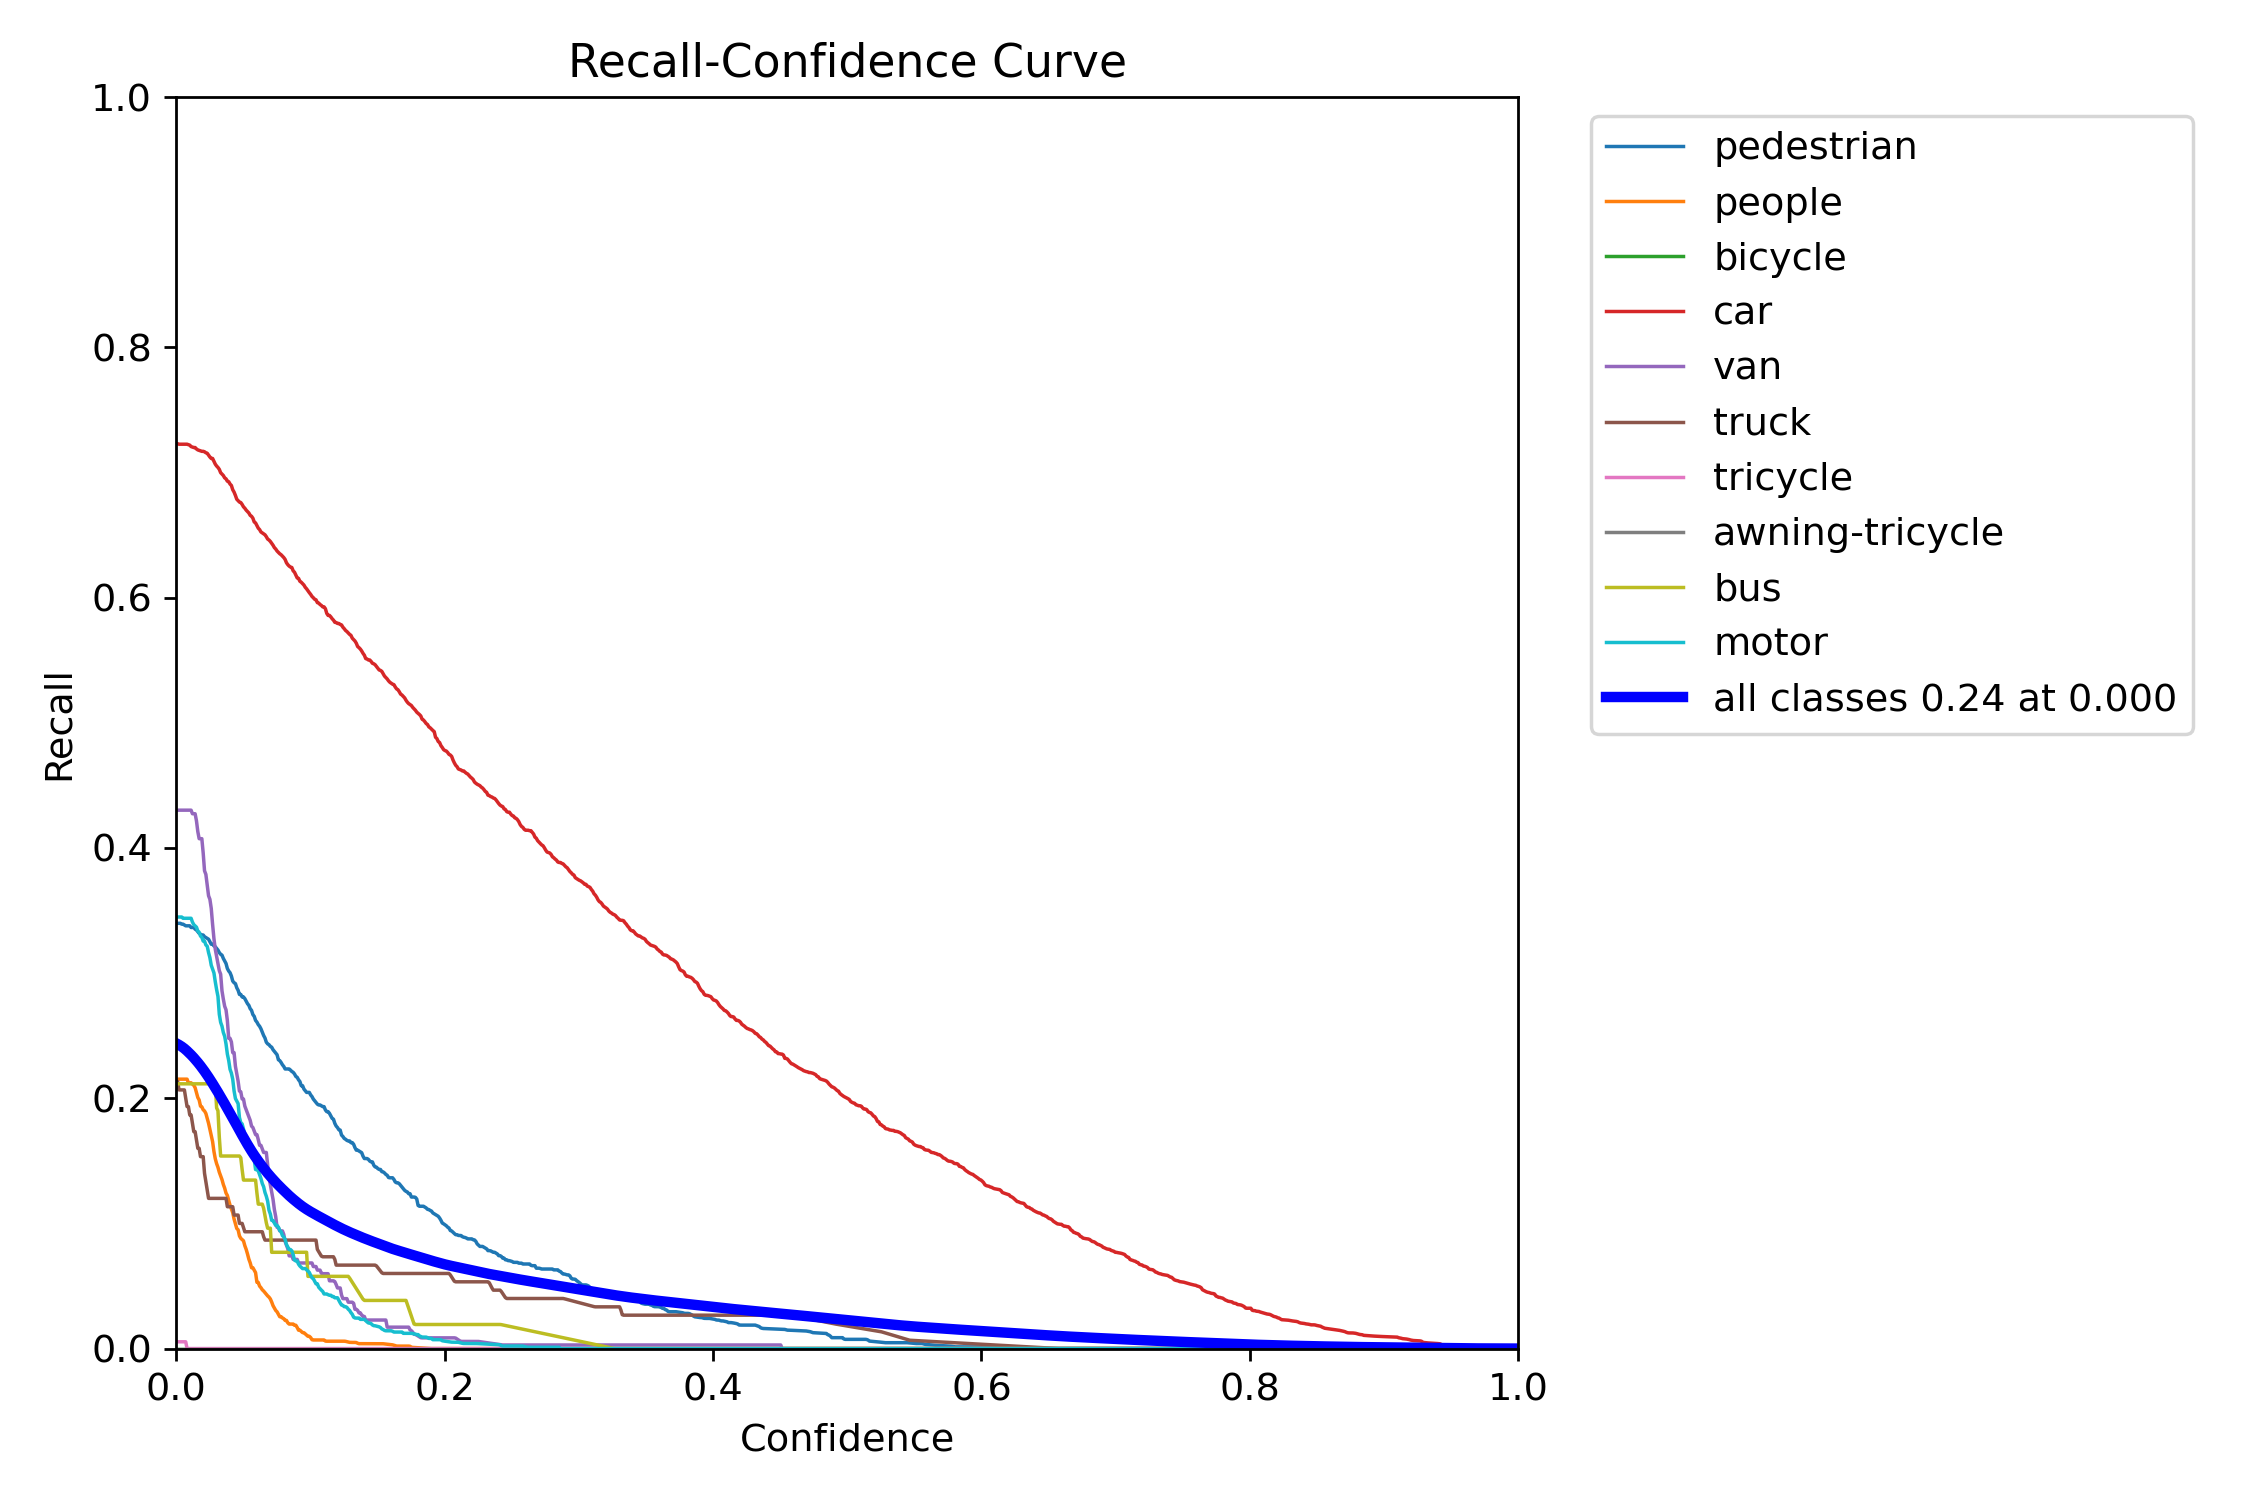 Recall-Confidence Curve
1.0
0.8
0.6
0.4
0.2
0.0
Recall
0.0 0.2 0.4 0.6 0.8 1.0
Confidence
pedestrian
people
bicycle
car
van
truck
tricycle
awning-tricycle
bus
motor
all classes 0.24 at 0.000